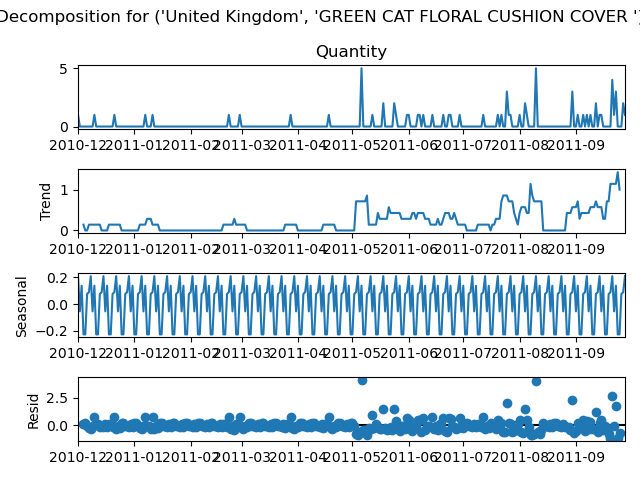 Decomposition for ('United Kingdom', 'GREEN CAT FLORAL CUSHION COVER ')
Quantity
5
0
2010-12 2011-01 2011-02 2011-03 2011-04 2011-05 2011-06 2011-07 2011-08 2011-09
Trend
1
0
2010-12 2011-01 2011-02 2011-03 2011-04 2011-05 2011-06 2011-07 2011-08 2011-09
Seasonal
0.2
0.0
−0.2
2010-12 2011-01 2011-02 2011-03 2011-04 2011-05 2011-06 2011-07 2011-08 2011-09
Resid
2.5
0.0
2010-12 2011-01 2011-02 2011-03 2011-04 2011-05 2011-06 2011-07 2011-08 2011-09